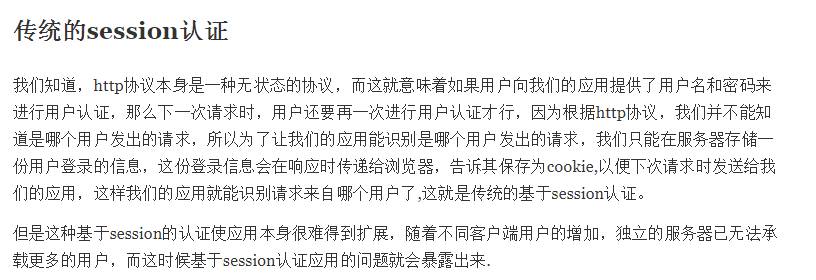 传统的session认证
我们知道，http协议本身是一种无状态的协议，而这就意味着如果用户向我们的应用提供了用户名和密码来
进行用户认证，那么下一次请求时，用户还要再一次进行用户认证才行，因为根据http协议，我们并不能知
道是哪个用户发出的请求，所以为了让我们的应用能识别是哪个用户发出的请求，我们只能在服务器存储一
份用户登录的信息，这份登录信息会在响应时传递给浏览器，告诉其保存为cookie,以便下次请求时发送给我
们的应用，这样我们的应用就能识别请求来自哪个用户了,这就是传统的基于session认证。
但是这种基于session的认证使应用本身很难得到扩展，随着不同客户端用户的增加，独立的服务器已无法承
载更多的用户，而这时候基于session认证应用的问题就会暴露出来.